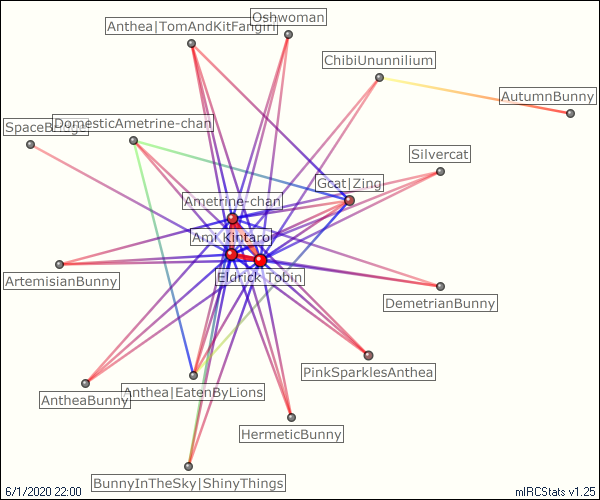 Oshwoman
Anthea|TomAndKitFangirl
ChibiUnunnilium
AutumnBunny
SpaceBridge
DomesticAmetrine-chan
Silvercat
Gcat|Zing
Ametrine-chan
Ami Kintaro
Eldrick Tobin
ArtemisianBunny
DemetrianBunny
PinkSparklesAnthea
Anthea|EatenByLions
AntheaBunny
HermeticBunny
BunnyInTheSky|ShinyThings
6/1/2020 22:00
mIRCStats v1.25